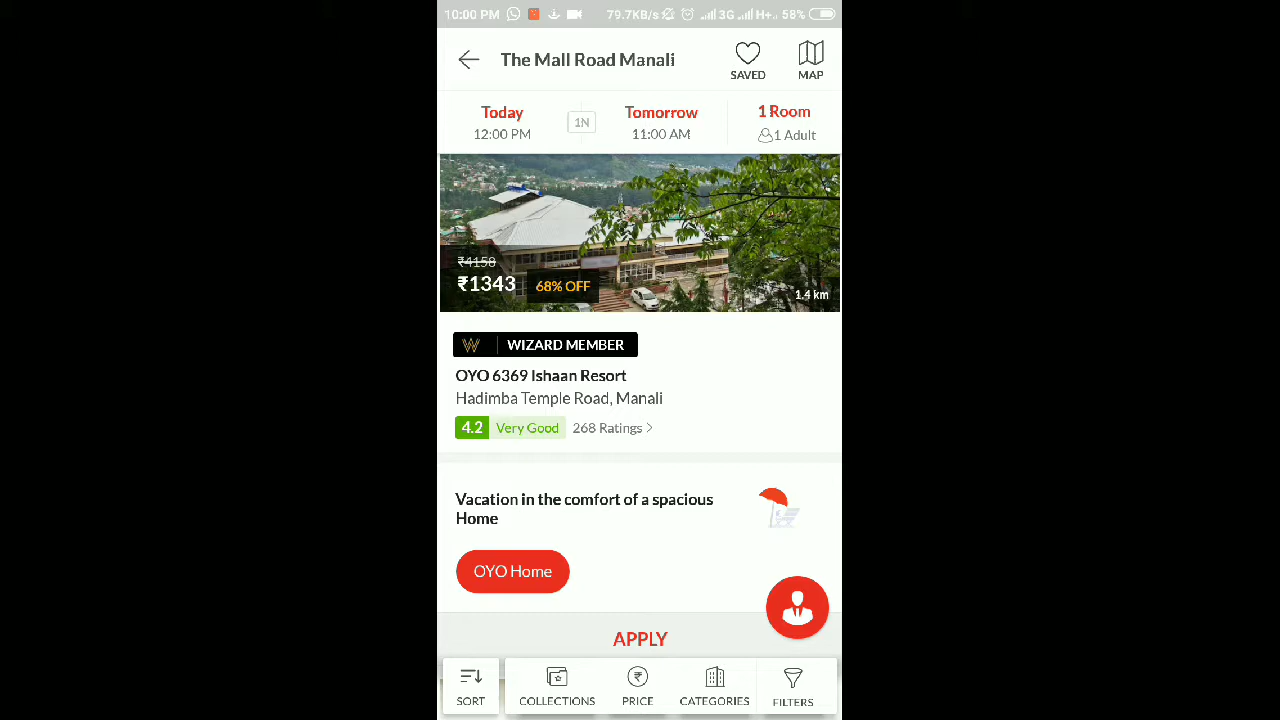 10:00 PM 79.7KB/s 3G H+.. 58%
The Mall Road Manali
SAVED MAP
Today 1N Tomorrow 1 Room
12:00 PM 11:00 AM 1 Adult
₹4158
₹1343 68% OFF
1.4 km
W WIZARD MEMBER
OYO 6369 Ishaan Resort
Hadimba Temple Road, Manali
4.2 Very Good 268 Ratings >
Vacation in the comfort of a spacious
Home
OYO Home
APPLY
SORT COLLECTIONS PRICE CATEGORIES FILTERS